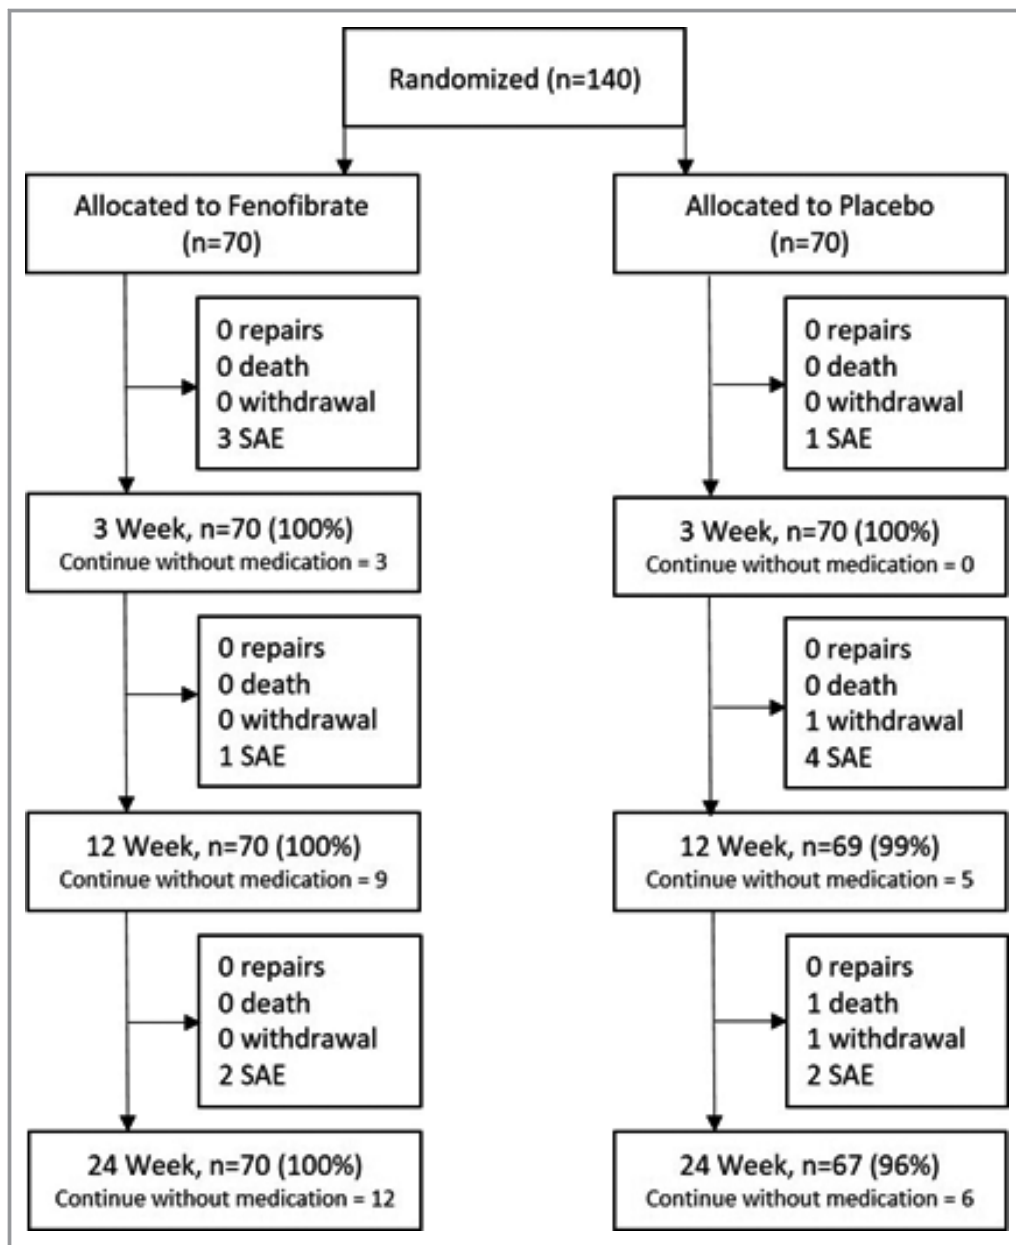 Randomized (n=140)
Allocated to Fenofibrate
(n=70)
Allocated to Placebo
(n=70)
0 repairs
0 death
0 withdrawal
3 SAE
0 repairs
0 death
0 withdrawal
1 SAE
3 Week, n=70 (100%)
Continue without medication = 3
3 Week, n=70 (100%)
Continue without medication = 0
0 repairs
0 death
0 withdrawal
1 SAE
0 repairs
0 death
1 withdrawal
4 SAE
12 Week, n=70 (100%)
Continue without medication = 9
12 Week, n=69 (99%)
Continue without medication = 5
0 repairs
0 death
0 withdrawal
2 SAE
0 repairs
1 death
1 withdrawal
2 SAE
24 Week, n=70 (100%)
Continue without medication = 12
24 Week, n=67 (96%)
Continue without medication = 6